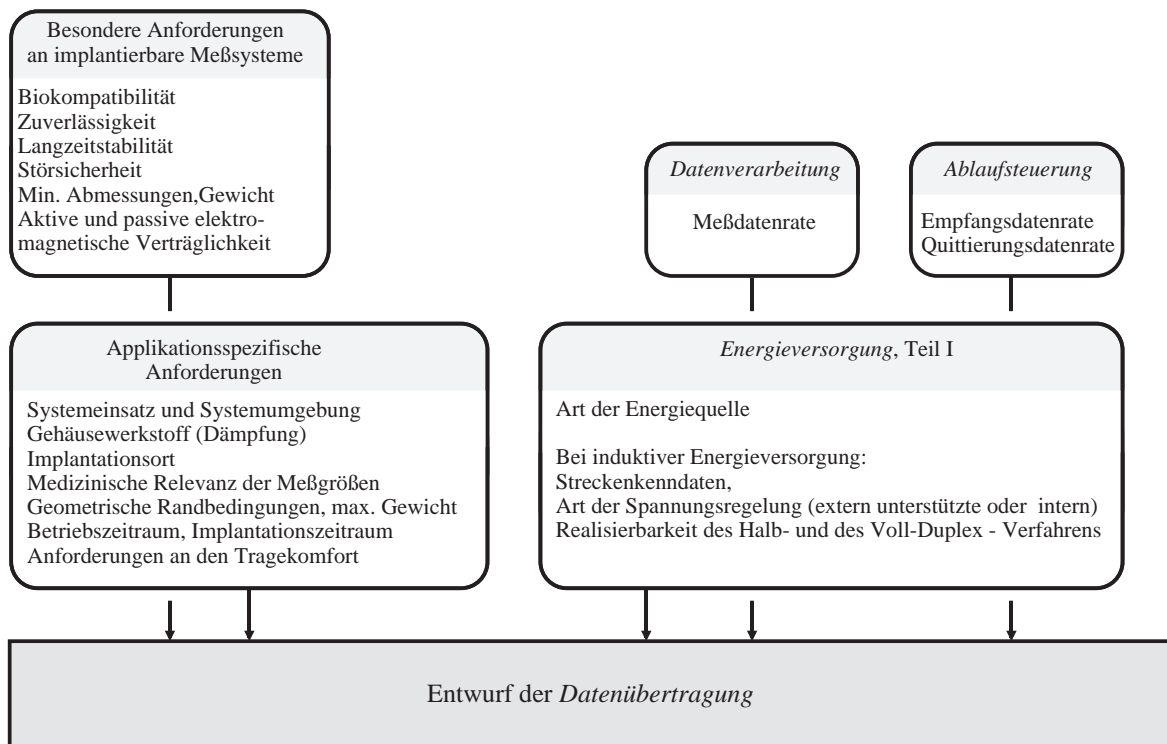 Besondere Anforderungen
an implantierbare Meßsysteme
Biokompatibilität
Zuverlässigkeit
Langzeitstabilität
Störsicherheit
Min. Abmessungen,Gewicht
Aktive und passive elektro-
magnetische Verträglichkeit
Datenverarbeitung
Meßdatenrate
Ablaufsteuerung
Empfangsdatenrate
Quittierungsdatenrate
Applikationsspezifische
Anforderungen
Systemeinsatz und Systemumgebung
Gehäusewerkstoff (Dämpfung)
Implantationsort
Medizinische Relevanz der Meßgrößen
Geometrische Randbedingungen, max. Gewicht
Betriebszeitraum, Implantationszeitraum
Anforderungen an den Tragekomfort
Energieversorgung, Teil I
Art der Energiequelle
Bei induktiver Energieversorgung:
Streckenkenndaten,
Art der Spannungsregelung (extern unterstützte oder intern)
Realisierbarkeit des Halb- und des Voll-Duplex - Verfahrens
Entwurf der Datenübertragung